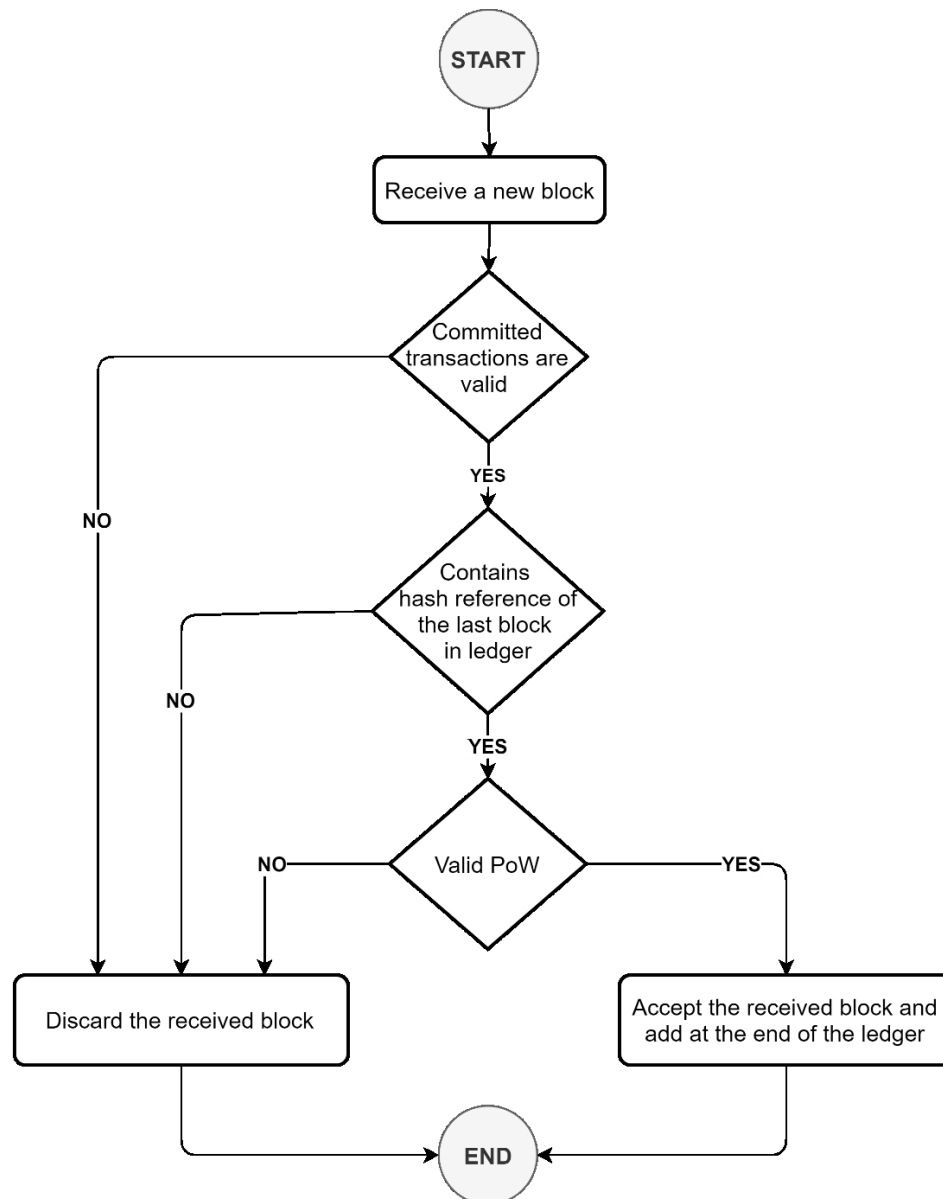 START
Receive a new block
Committed
transactions are
valid
YES
NO
Contains
hash reference of
the last block
in ledger
NO
YES
Valid PoW
NO
YES
Discard the received block
Accept the received block and
add at the end of the ledger
END